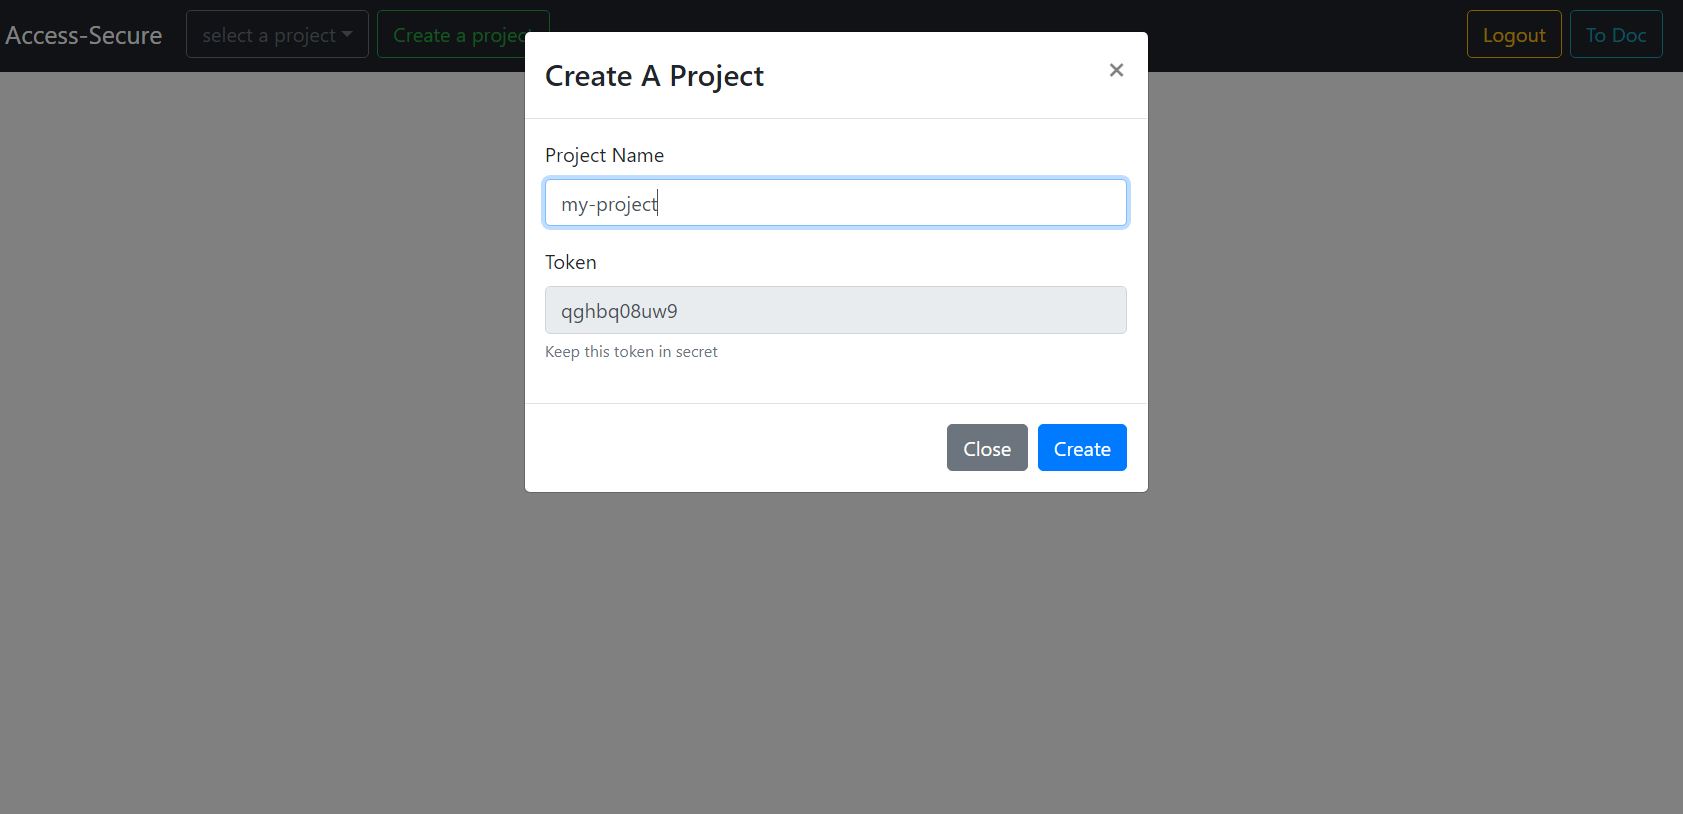 Access-Secure
select a project
Create a projec
Logout
To Doc
Create A Project
×
Project Name
my-project
Token
qghbq08uw9
Keep this token in secret
Close
Create